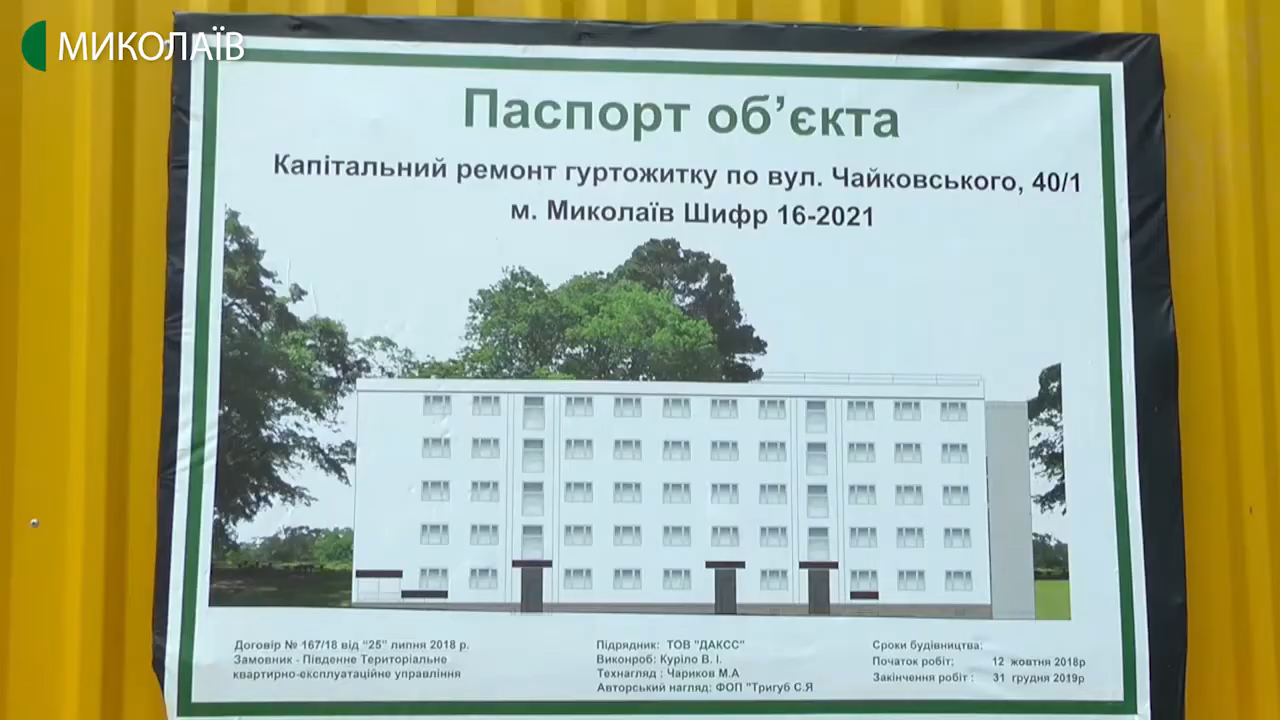 МИКОЛАЇВ
Паспорт об’єкта
Капітальний ремонт гуртожитку по вул. Чайковського, 40/1
м. Миколаїв Шифр 16-2021
Договір № 167/18 від “25” липня 2018 р.
Замовник - Південне Територіальне
квартирно-експлуатаційне управління
Підрядник: ТОВ "ДАКСС"
Виконроб: Куріло В. І.
Технагляд : Чариков М.А
Авторський нагляд: ФОП "Тригуб С.Я
Сроки будівництва:
Початок робіт; 12 жовтня 2018р
Закінчення робіт : 31 грудня 2019р